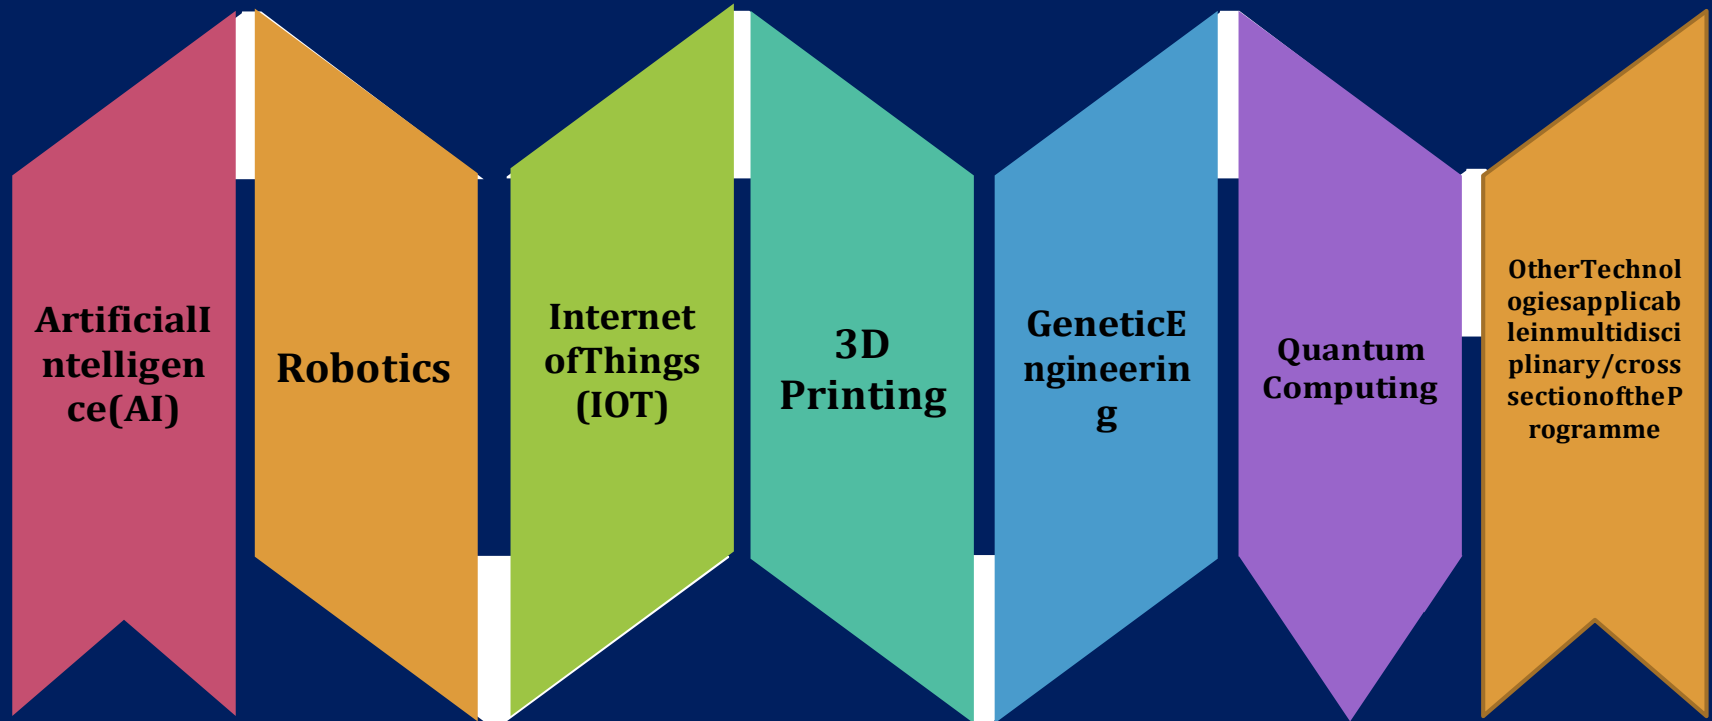 ArtificialI
ntelligen
ce(AI)
Robotics
Internet
ofThings
(IOT)
3D
Printing
GeneticE
ngineerin
g
Quantum
Computing
OtherTechnol
ogiesapplicab
leinmultidisci
plinary/cross
sectionoftheP
rogramme